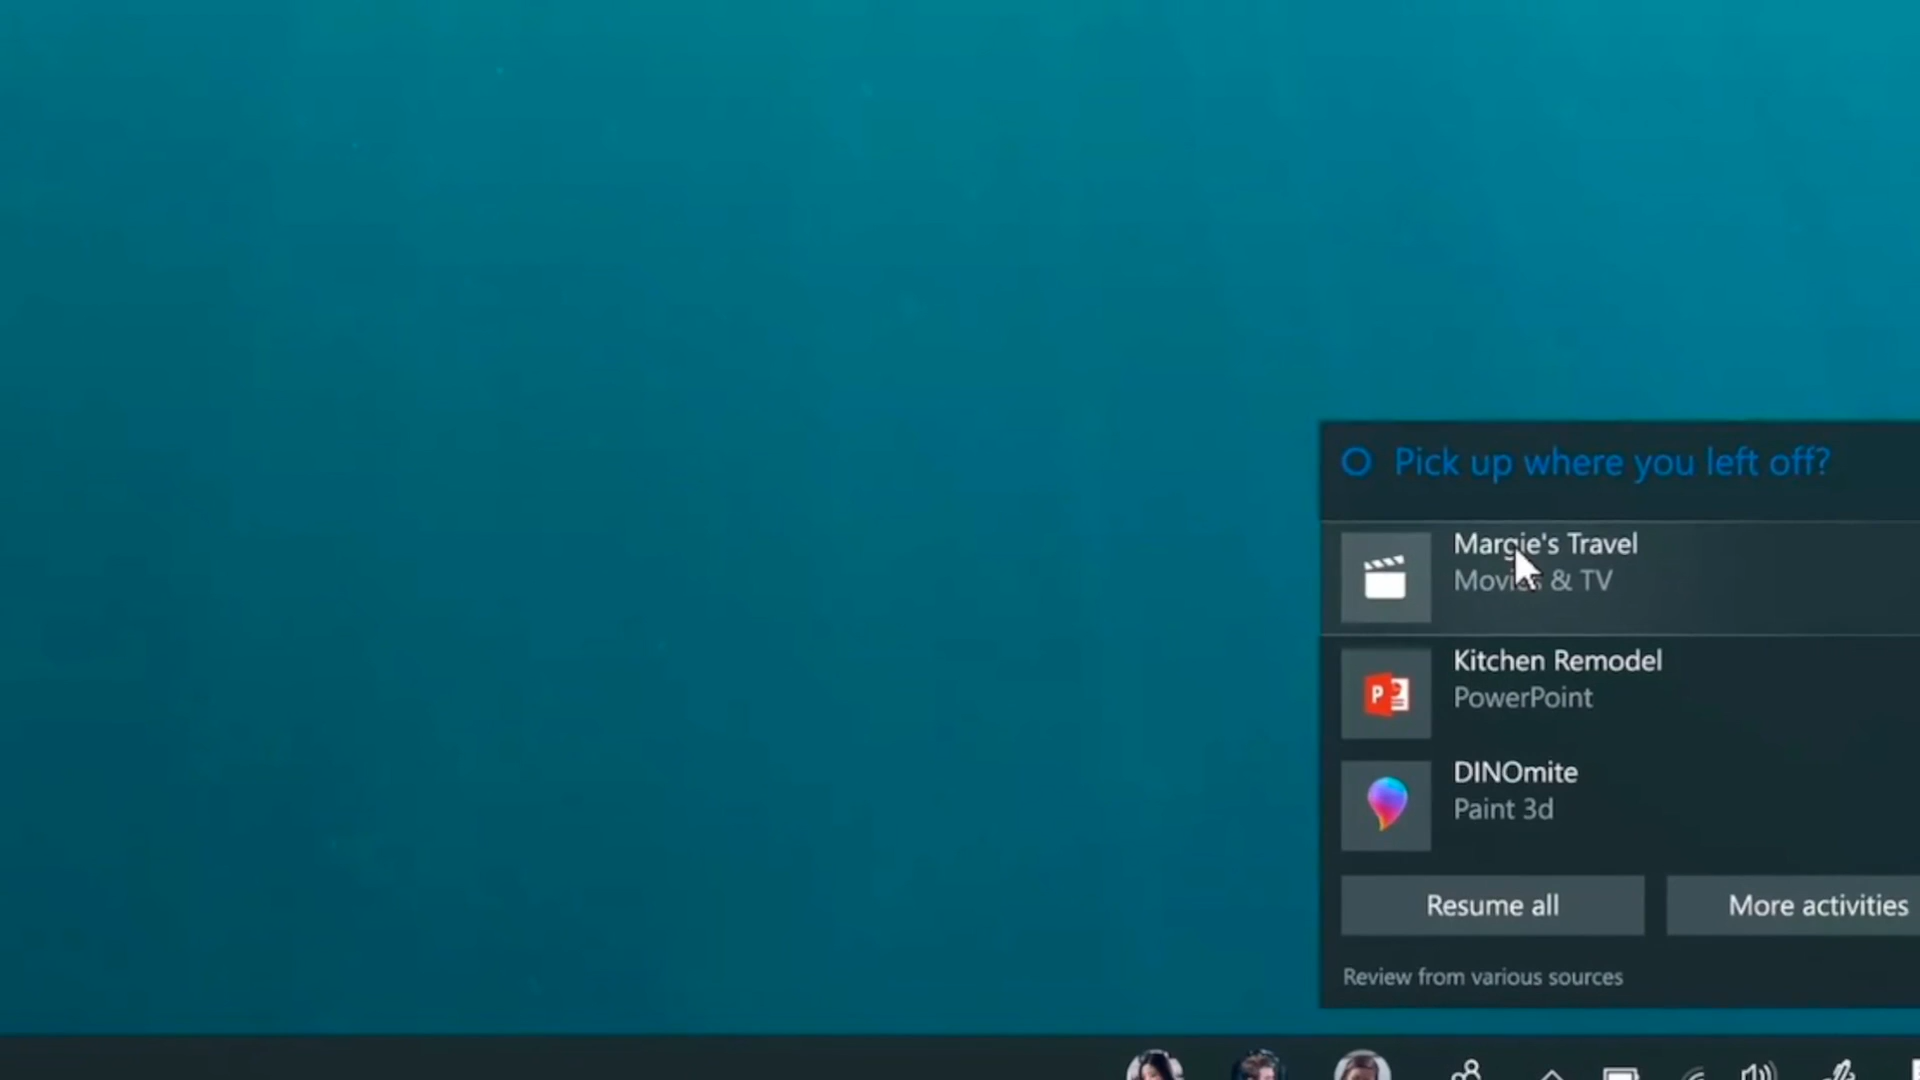 Pick up where you left off?
Margie's Travel
Movies & TV
Kitchen Remodel
PowerPoint
DINOmite
Paint 3d
Resume all
More activities
Review from various sources